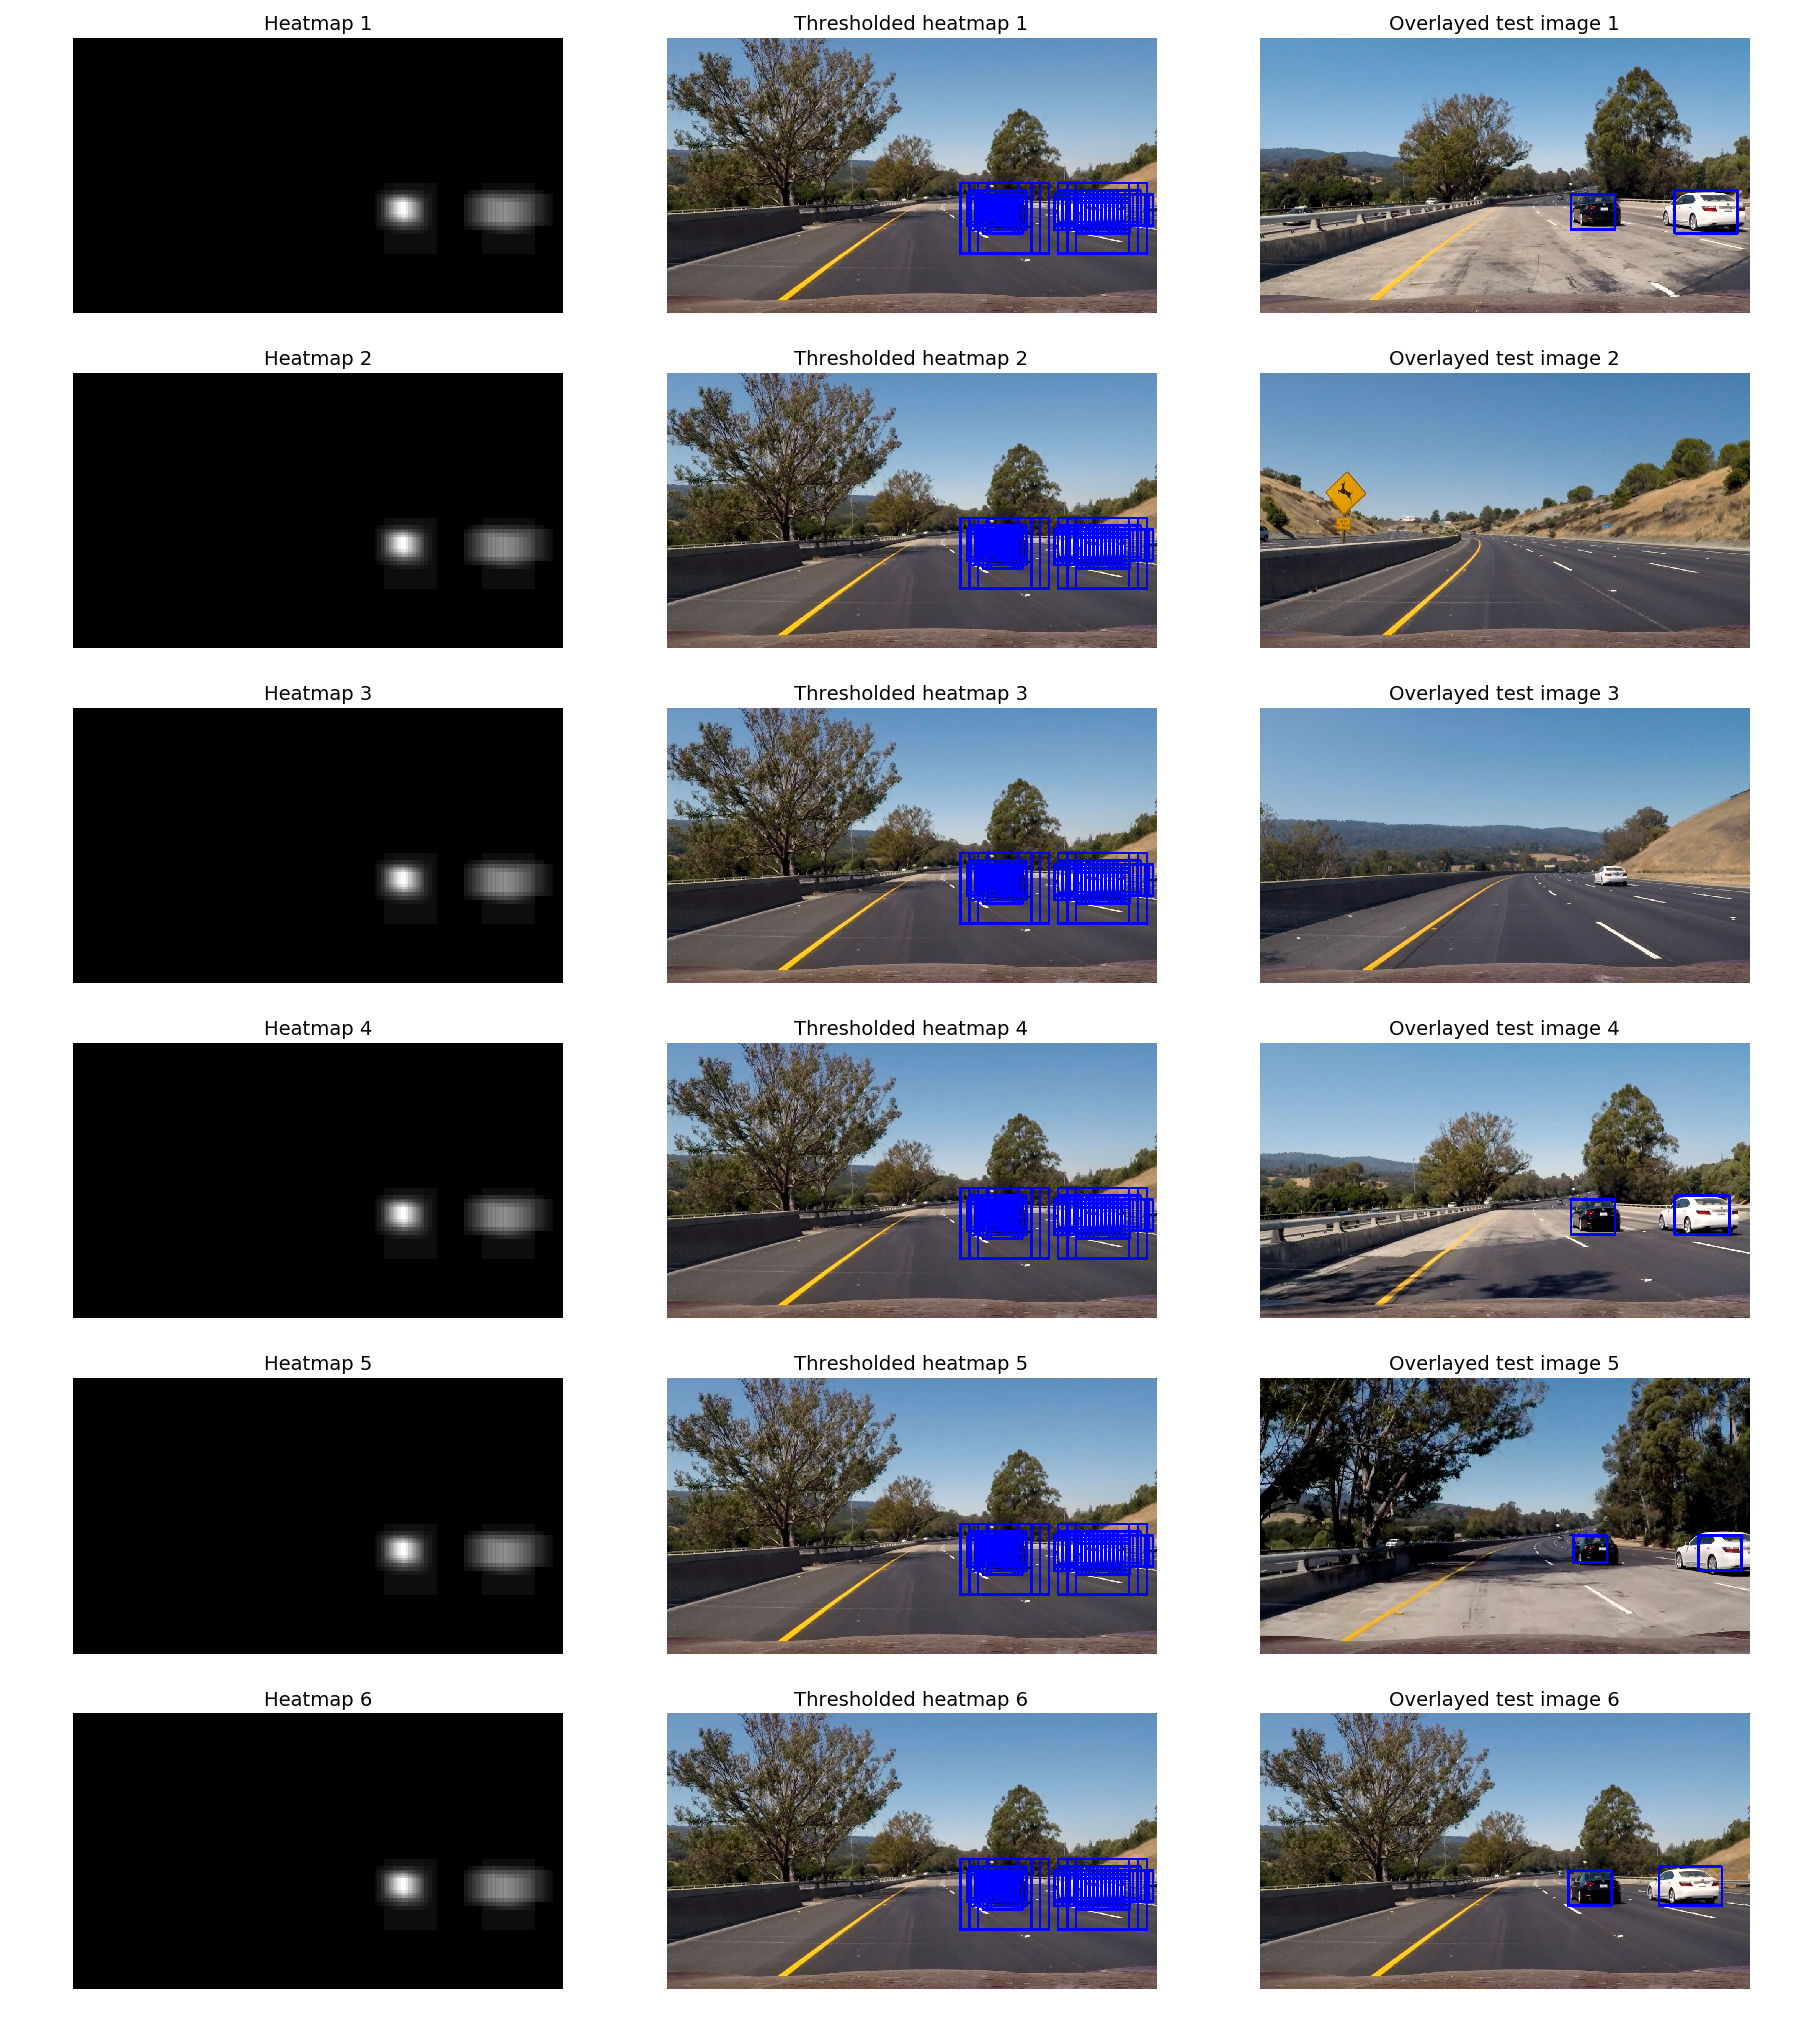 Heatmap 1
Thresholded heatmap 1
Overlayed test image 1
Heatmap 2
Thresholded heatmap 2
Overlayed test image 2
Heatmap 3
Thresholded heatmap 3
Overlayed test image 3
Heatmap 4
Thresholded heatmap 4
Overlayed test image 4
Heatmap 5
Thresholded heatmap 5
Overlayed test image 5
Heatmap 6
Thresholded heatmap 6
Overlayed test image 6